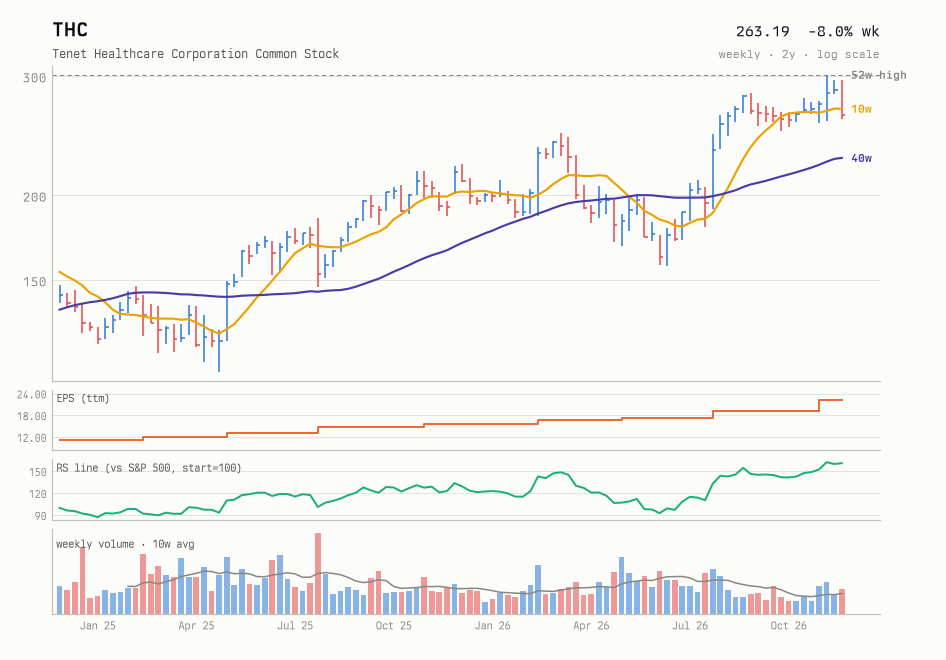 THC
263.19 -8.0% wk
Tenet Healthcare Corporation Common Stock
weekly · 2y · log scale
300
52w high
10w
40w
200
150
24.00
EPS (ttm)
18.00
12.00
RS line (vs S&P 500, start=100)
150
120
90
weekly volume · 10w avg
Jan 25 Apr 25 Jul 25 Oct 25 Jan 26 Apr 26 Jul 26 Oct 26